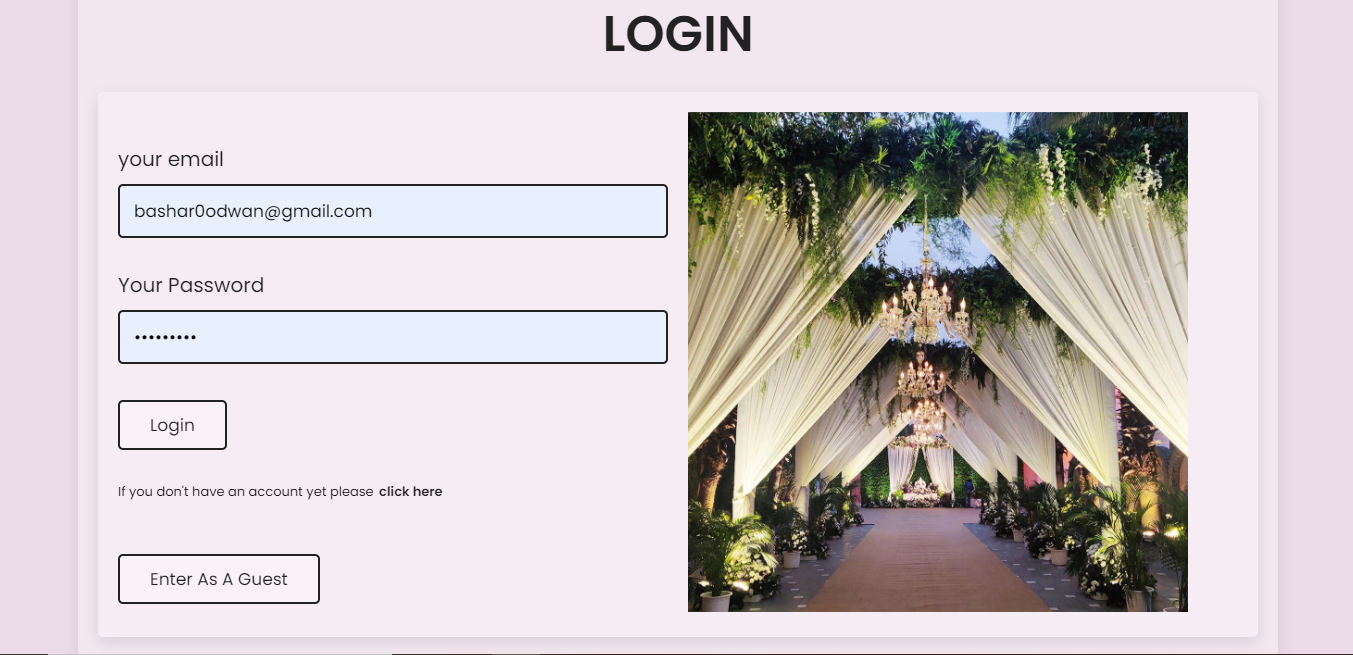 LOGIN
your email
bashar0odwan@gmail.com
Your Password
•••••••••
Login
If you don't have an account yet please click here
Enter As A Guest